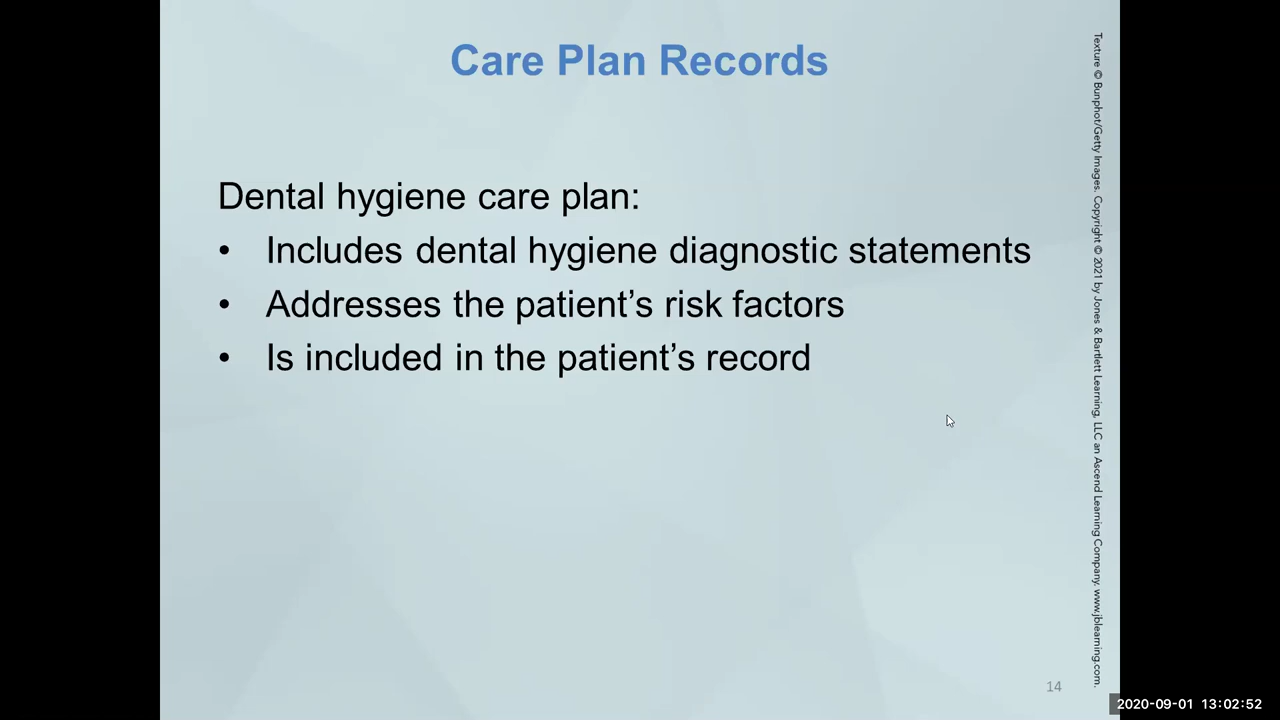 Care Plan Records
Dental hygiene care plan:
• Includes dental hygiene diagnostic statements
• Addresses the patient’s risk factors
• Is included in the patient’s record
Texture © Bunphot/Getty Images. Copyright © 2021 by Jones & Bartlett Learning, LLC an Ascend Learning Company. www.jblearning.com.
14
2020-09-01 13:02:52